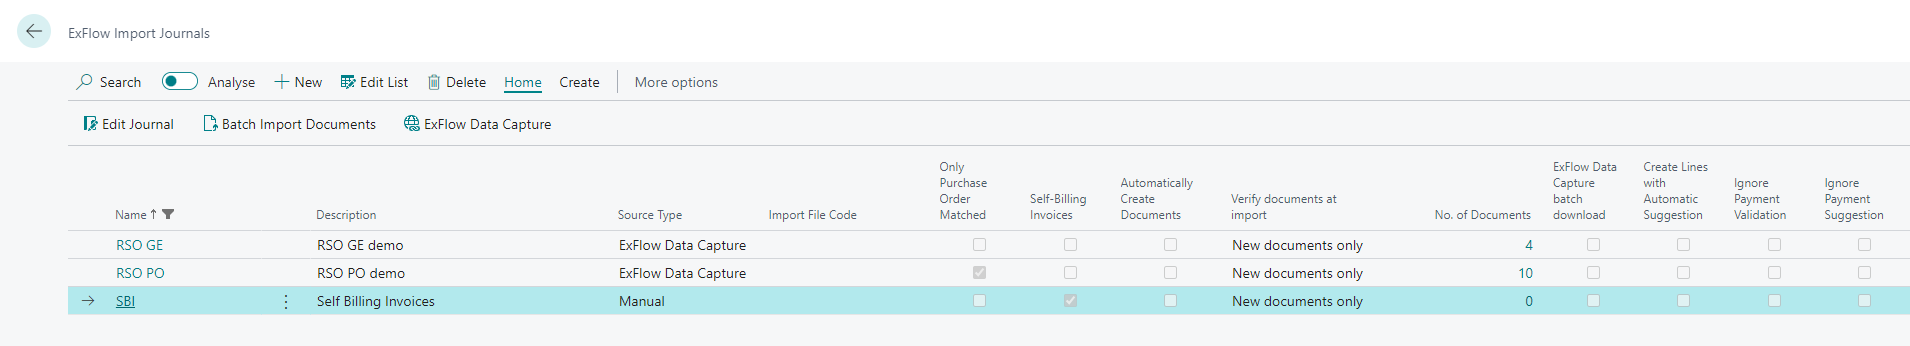 ExFlow Import Journals
Search Analyse New Edit List Delete Home Create More options
Edit Journal Batch Import Documents ExFlow Data Capture
Name Description Source Type Import File Code Only Purchase Order Matched Self-Billing Invoices Automatically Create Documents Verify documents at import No. of Documents ExFlow Data Capture batch download Create Lines with Automatic Suggestion Ignore Payment Validation Ignore Payment Suggestion
RSO GE RSO GE demo ExFlow Data Capture New documents only 4
RSO PO RSO PO demo ExFlow Data Capture New documents only 10
SBI Self Billing Invoices Manual New documents only 0